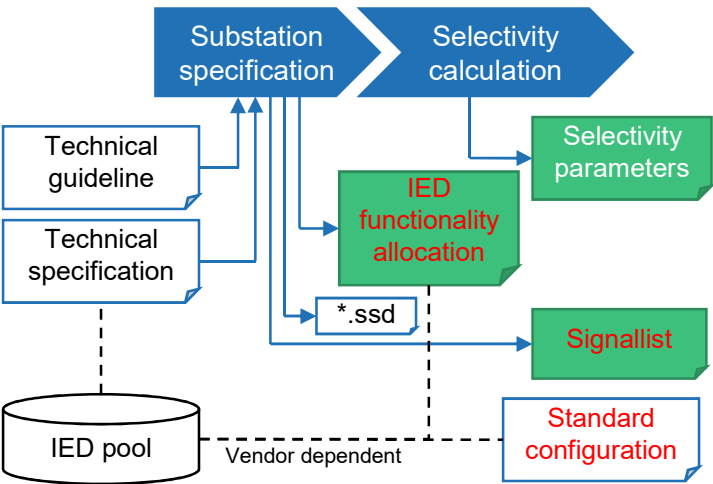 Substation
specification
Selectivity
calculation
Technical
guideline
Selectivity
parameters
IED
functionality
allocation
Technical
specification
*.ssd
Signallist
IED pool
Vendor dependent
Standard
configuration